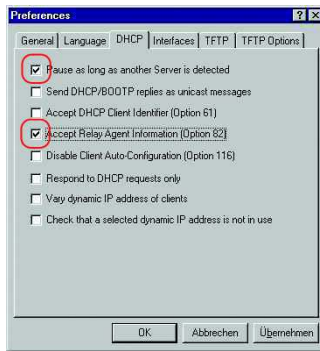 Preferences
General Language DHCP Interfaces TFTP TFTP Options
Pause as long as another Server is detected
Send DHCP/BOOTP replies as unicast messages
Accept DHCP Client Identifier (Option 61)
Accept Relay Agent Information (Option 82)
Disable Client Auto-Configuration (Option 116)
Respond to DHCP requests only
Vary dynamic IP address of clients
Check that a selected dynamic IP address is not in use
OK Abbrechen Übernehmen